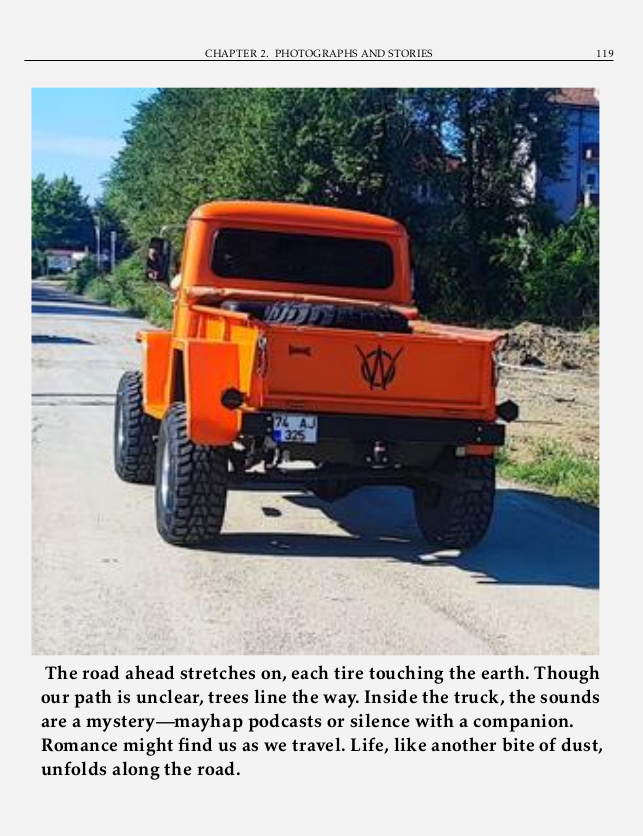 CHAPTER 2. PHOTOGRAPHS AND STORIES 119
74 AJ
325
The road ahead stretches on, each tire touching the earth. Though
our path is unclear, trees line the way. Inside the truck, the sounds
are a mystery—mayhap podcasts or silence with a companion.
Romance might find us as we travel. Life, like another bite of dust,
unfolds along the road.